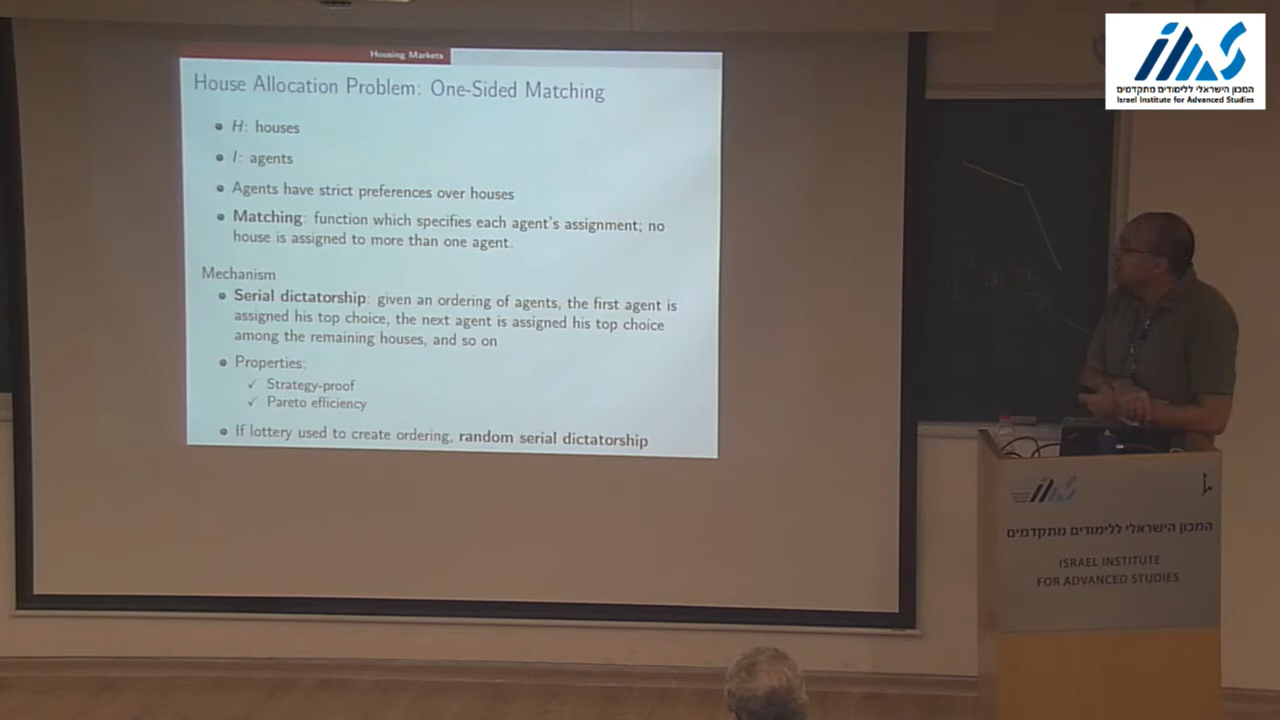 Housing Markets
House Allocation Problem: One-Sided Matching
H: houses
I: agents
Agents have strict preferences over houses
Matching: function which specifies each agent's assignment; no
house is assigned to more than one agent.
Mechanism
Serial dictatorship: given an ordering of agents, the first agent is
assigned his top choice, the next agent is assigned his top choice
among the remaining houses, and so on
Properties:
✓ Strategy-proof
✓ Pareto efficiency
If lottery used to create ordering, random serial dictatorship
המכון הישראלי ללימודים מתקדמים
Israel Institute for Advanced Studies
המכון הישראלי ללימודים מתקדמים
ISRAEL INSTITUTE
FOR ADVANCED STUDIES